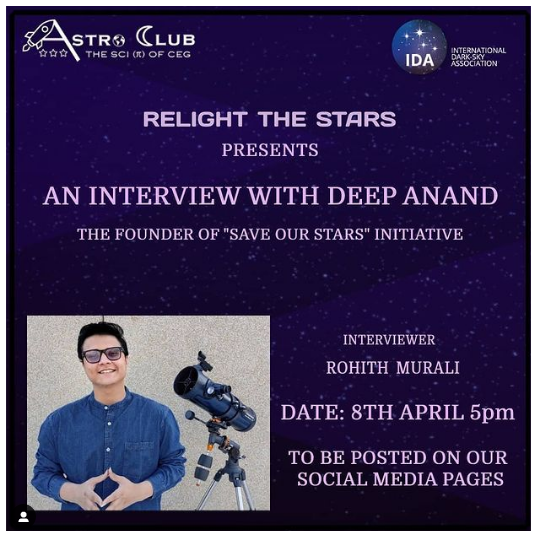 ASTRO CLUB
THE SCI (π) OF CEG
IDA
INTERNATIONAL
DARK-SKY
ASSOCIATION
RELIGHT THE STARS
PRESENTS
AN INTERVIEW WITH DEEP ANAND
THE FOUNDER OF "SAVE OUR STARS" INITIATIVE
INTERVIEWER
ROHITH MURALI
DATE: 8TH APRIL 5pm
TO BE POSTED ON OUR
SOCIAL MEDIA PAGES